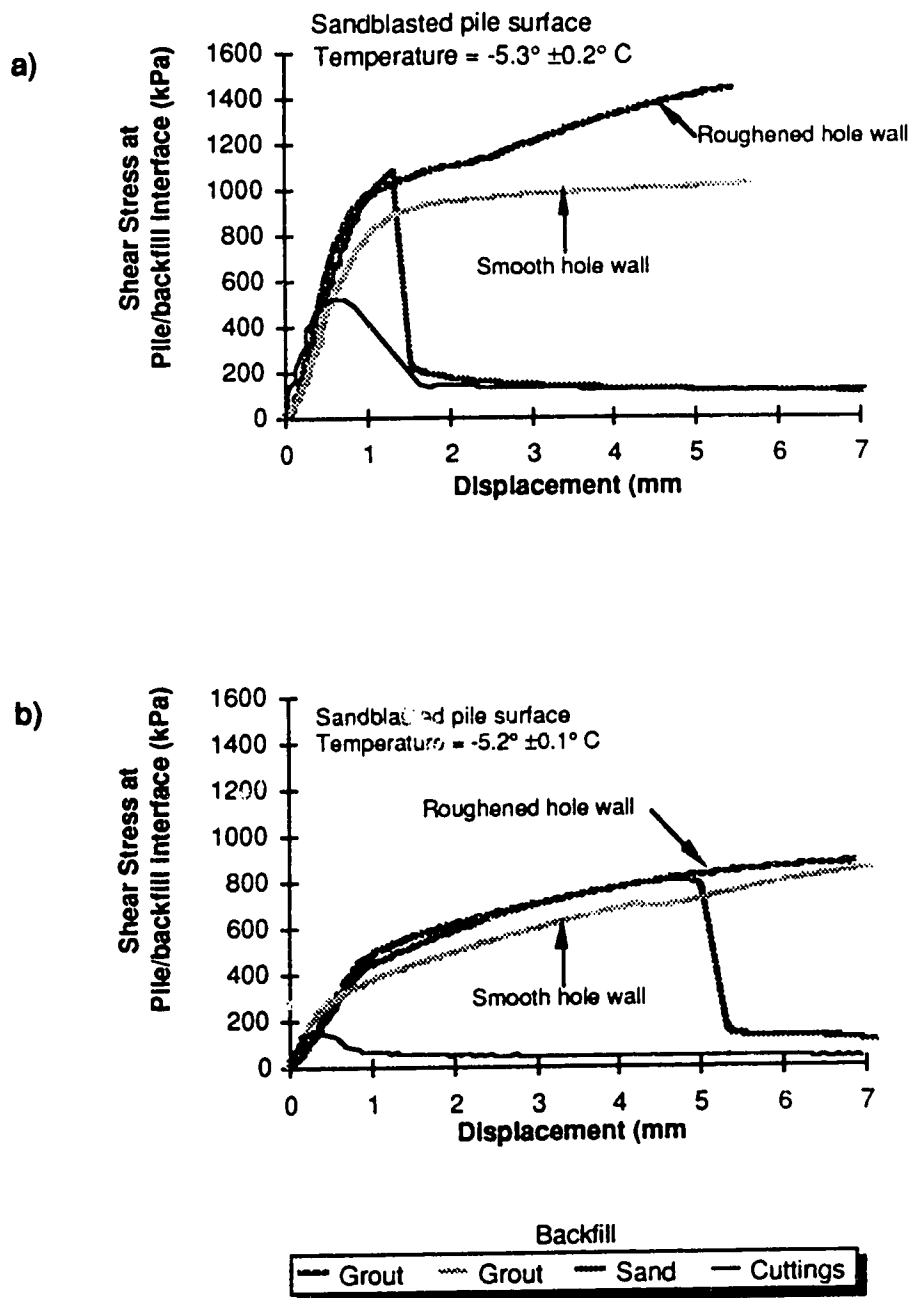 a)
Sandblasted pile surface
Temperature = -5.3° ±0.2° C
Shear Stress at
Pile/backfill Interface (kPa)
1600
1400
1200
1000
800
600
400
200
0
Roughened hole wall
Smooth hole wall
0 1 2 3 4 5 6 7
Displacement (mm
b)
Sandbla ed pile surface
Temperature = -5.2° ±0.1° C
Shear Stress at
Pile/backfill Interface (kPa)
1600
1400
1200
1000
800
600
400
200
0
Roughened hole wall
Smooth hole wall
0 1 2 3 4 5 6 7
Displacement (mm
Backfill
Grout Grout Sand Cuttings